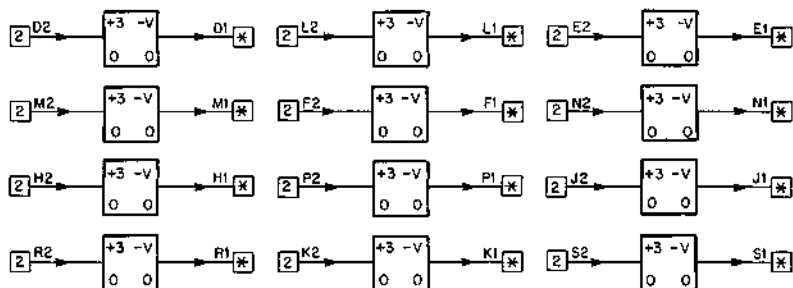 2 D2 +3 -V 0 0 D1 * 2 L2 +3 -V 0 0 L1 * 2 E2 +3 -V 0 0 E1 *
2 M2 +3 -V 0 0 M1 * 2 F2 +3 -V 0 0 F1 * 2 N2 +3 -V 0 0 N1 *
2 H2 +3 -V 0 0 H1 * 2 P2 +3 -V 0 0 P1 * 2 J2 +3 -V 0 0 J1 *
2 R2 +3 -V 0 0 R1 * 2 K2 +3 -V 0 0 K1 * 2 S2 +3 -V 0 0 S1 *